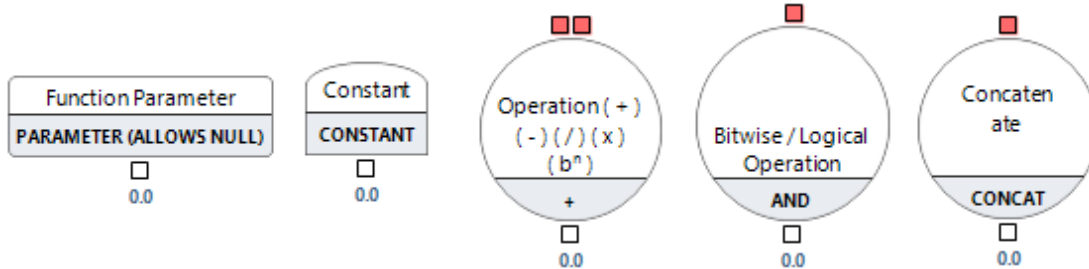 Function Parameter
PARAMETER (ALLOWS NULL)
0.0
Constant
CONSTANT
0.0
Operation ( + )
( - ) ( / ) ( x )
( bⁿ )
+
0.0
Bitwise / Logical
Operation
AND
0.0
Concaten
ate
CONCAT
0.0